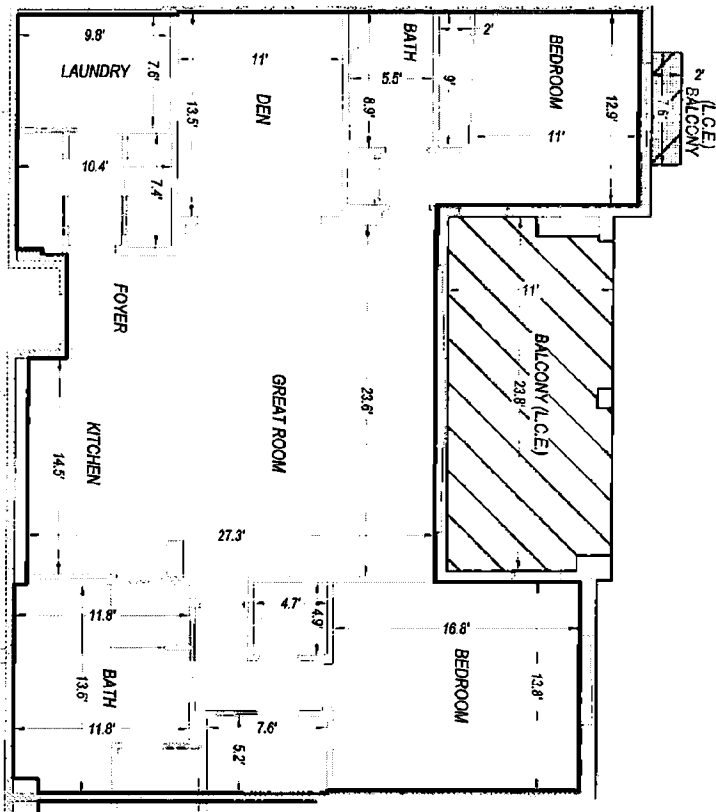 9.8'
LAUNDRY
7.6'
13.5'
11'
DEN
BATH
5.5'
8.9'
9'
2'
BEDROOM
12.9'
11'
2'
(L.C.E.)
BALCONY
7.6'
10.4'
7.4'
FOYER
GREAT ROOM
23.6'
11'
BALCONY (L.C.E.)
23.8'
KITCHEN
14.5'
27.3'
11.8'
BATH
13.6'
11.8'
4.7'
4.9'
16.8'
BEDROOM
13.8'
7.6'
5.2'